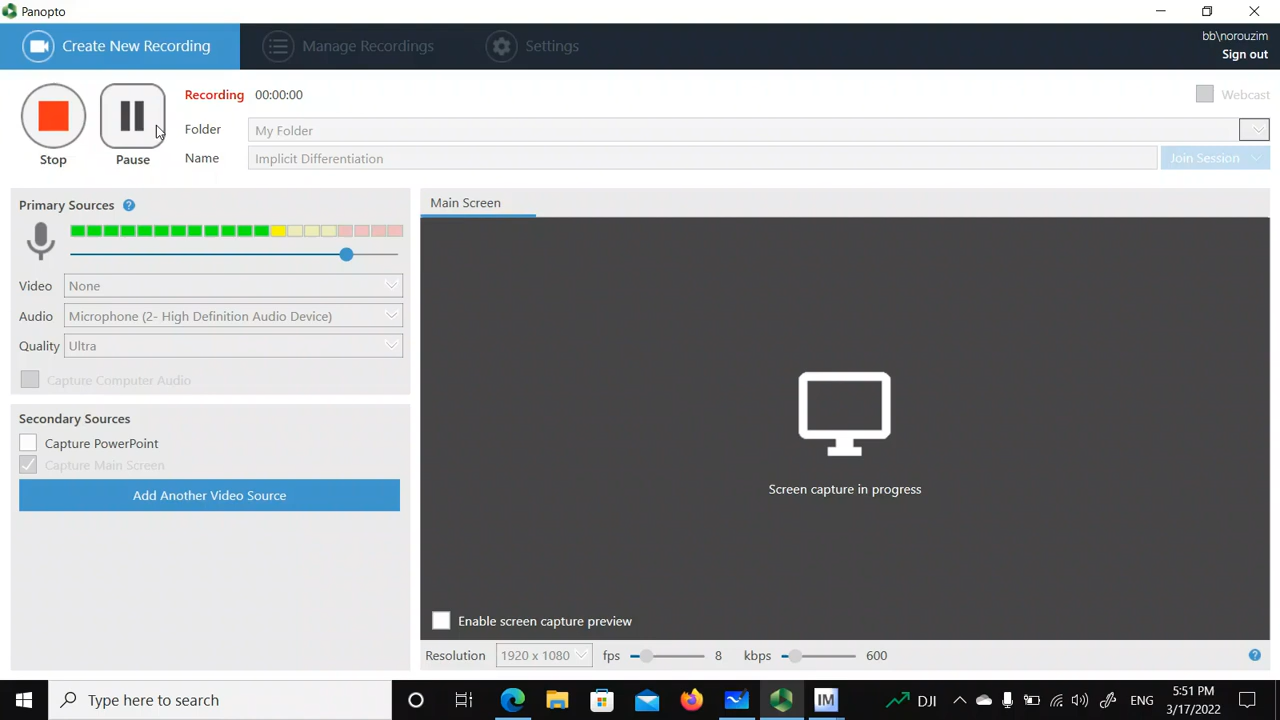 Panopto
Create New Recording
Manage Recordings
Settings
bb\norouzim
Sign out
Recording 00:00:00
Webcast
Folder My Folder
Stop Pause
Name Implicit Differentiation
Join Session
Primary Sources ?
Main Screen
Video None
Audio Microphone (2- High Definition Audio Device)
Quality Ultra
Capture Computer Audio
Secondary Sources
Capture PowerPoint
Capture Main Screen
Add Another Video Source
Screen capture in progress
Enable screen capture preview
Resolution 1920 x 1080 fps 8 kbps 600 ?
Type here to search
IM
DJI
ENG
5:51 PM
3/17/2022